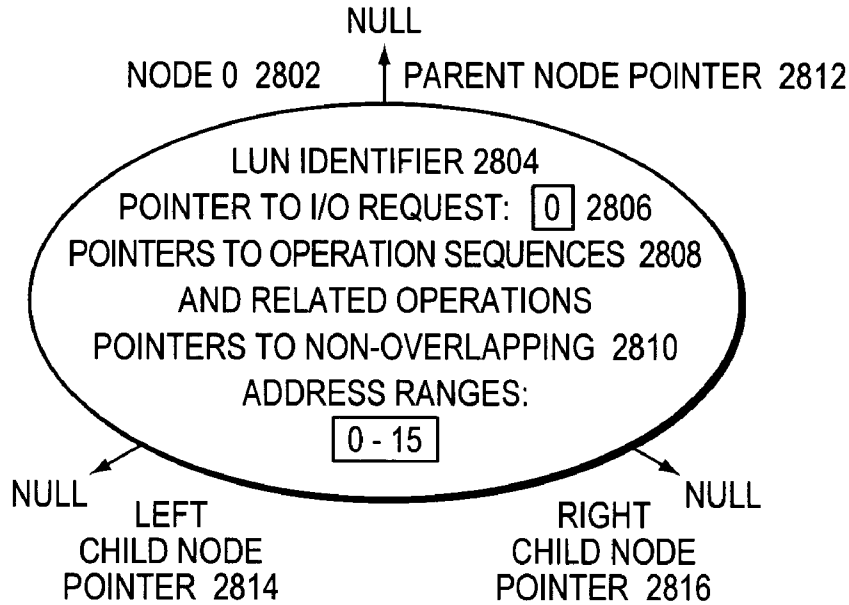 NULL
NODE 0 2802
PARENT NODE POINTER 2812
LUN IDENTIFIER 2804
POINTER TO I/O REQUEST: 0 2806
POINTERS TO OPERATION SEQUENCES 2808
AND RELATED OPERATIONS
POINTERS TO NON-OVERLAPPING 2810
ADDRESS RANGES:
0 - 15
NULL
LEFT
CHILD NODE
POINTER 2814
NULL
RIGHT
CHILD NODE
POINTER 2816